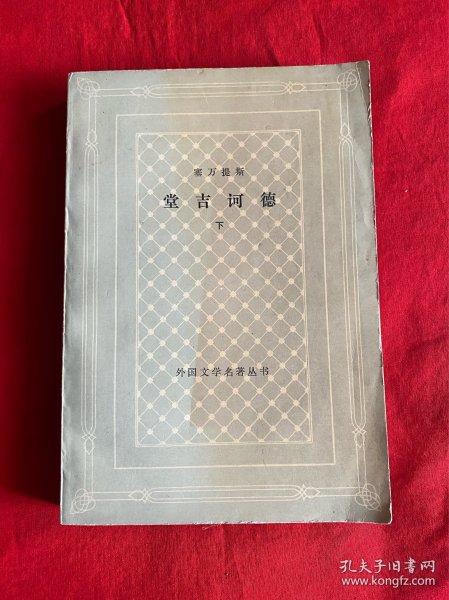 塞万提斯
堂吉诃德
下
外国文学名著丛书
孔夫子旧书网
www.kongfz.com